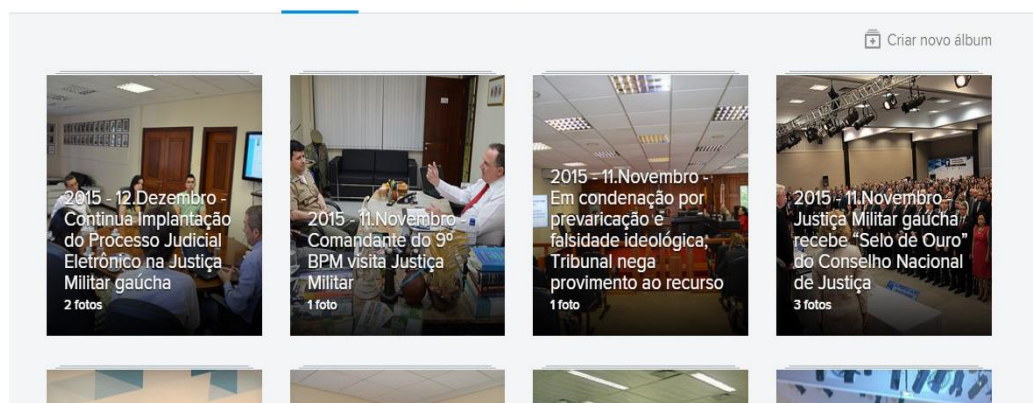 Criar novo álbum
2015 - 12.Dezembro -
Continua Implantação
do Processo Judicial
Eletrônico na Justiça
Militar gaúcha
2 fotos
2015 - 11.Novembro -
Comandante do 9º
BPM visita Justiça
Militar
1 foto
2015 - 11.Novembro -
Em condenação por
prevaricação e
falsidade ideológica,
Tribunal nega
provimento ao recurso
1 foto
2015 - 11.Novembro -
Justiça Militar gaúcha
recebe “Selo de Ouro”
do Conselho Nacional
de Justiça
3 fotos